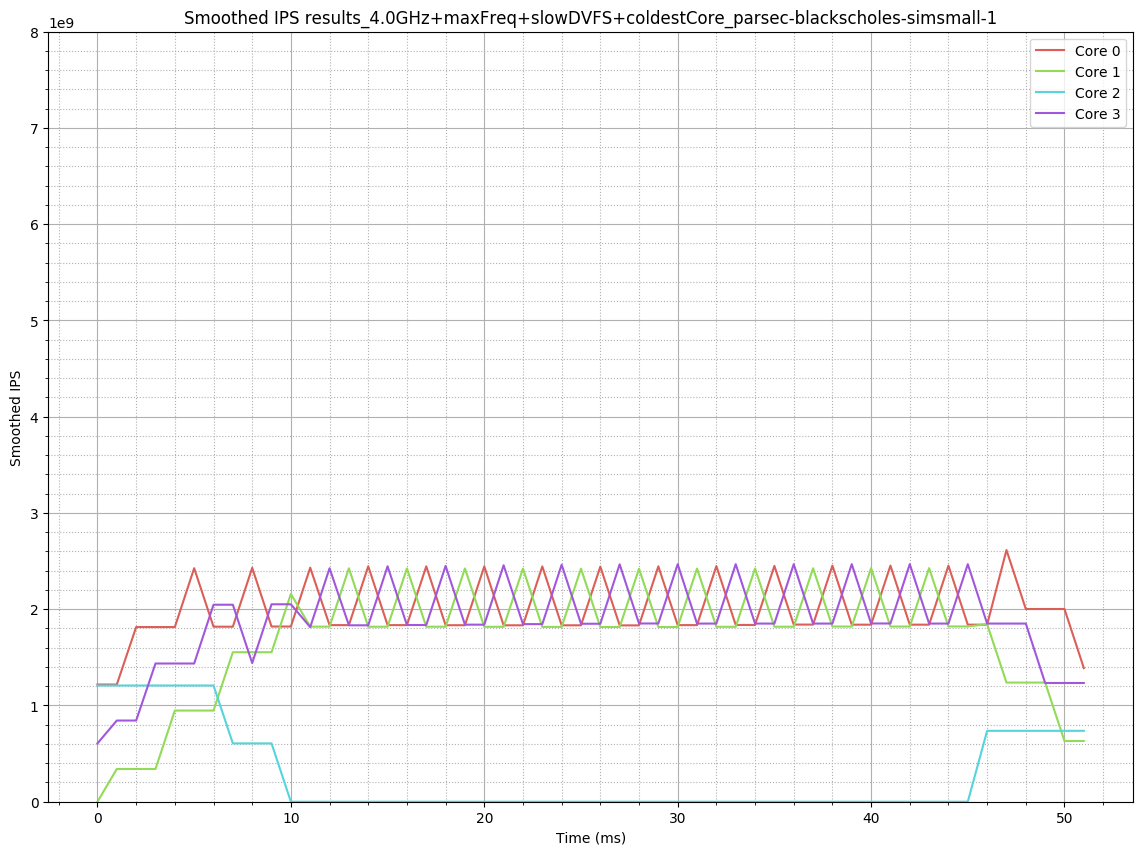 Smoothed IPS results_4.0GHz+maxFreq+slowDVFS+coldestCore_parsec-blackscholes-simsmall-1
1e9
8
7
6
5
4
3
2
1
0
Smoothed IPS
Core 0
Core 1
Core 2
Core 3
0 10 20 30 40 50
Time (ms)